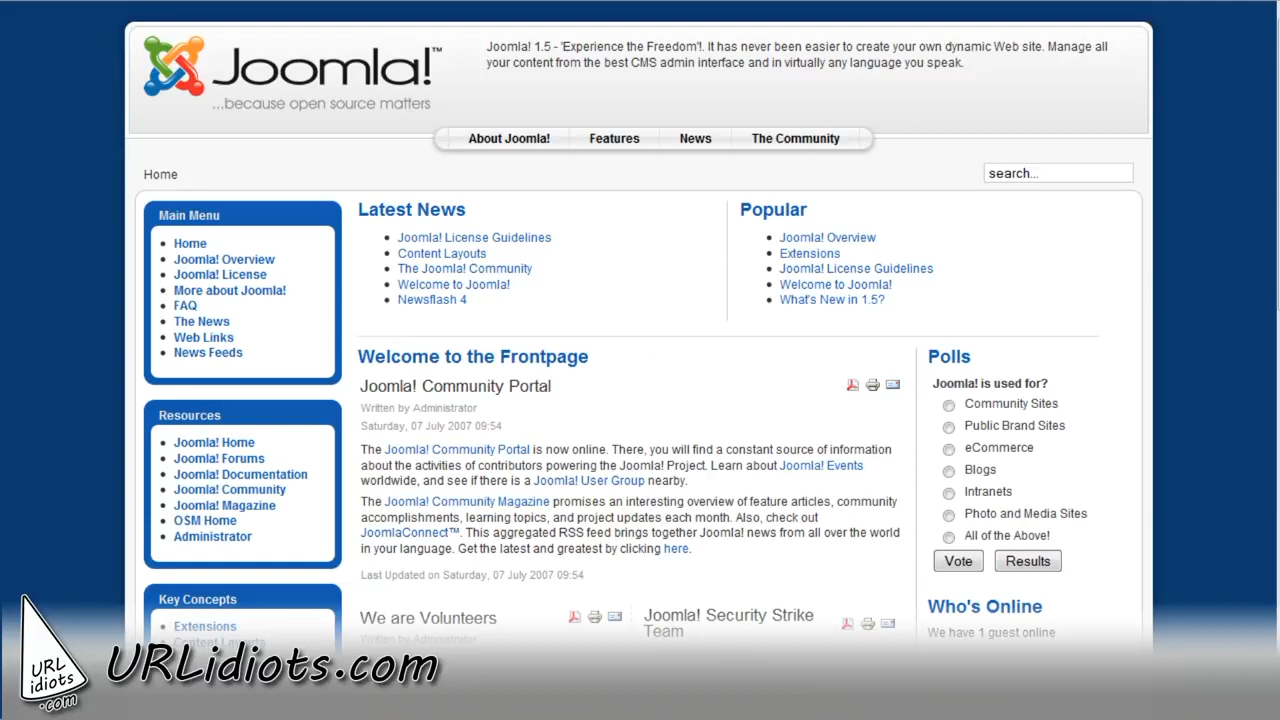 Joomla!™
...because open source matters
Joomla! 1.5 - 'Experience the Freedom'!. It has never been easier to create your own dynamic Web site. Manage all
your content from the best CMS admin interface and in virtually any language you speak.
About Joomla!
Features
News
The Community
Home
search...
Main Menu
Home
Joomla! Overview
Joomla! License
More about Joomla!
FAQ
The News
Web Links
News Feeds
Resources
Joomla! Home
Joomla! Forums
Joomla! Documentation
Joomla! Community
Joomla! Magazine
OSM Home
Administrator
Key Concepts
Extensions
Content Layouts
Latest News
Joomla! License Guidelines
Content Layouts
The Joomla! Community
Welcome to Joomla!
Newsflash 4
Popular
Joomla! Overview
Extensions
Joomla! License Guidelines
Welcome to Joomla!
What's New in 1.5?
Welcome to the Frontpage
Joomla! Community Portal
Written by Administrator
Saturday, 07 July 2007 09:54
The Joomla! Community Portal is now online. There, you will find a constant source of information
about the activities of contributors powering the Joomla! Project. Learn about Joomla! Events
worldwide, and see if there is a Joomla! User Group nearby.
The Joomla! Community Magazine promises an interesting overview of feature articles, community
accomplishments, learning topics, and project updates each month. Also, check out
JoomlaConnect™. This aggregated RSS feed brings together Joomla! news from all over the world
in your language. Get the latest and greatest by clicking here.
Last Updated on Saturday, 07 July 2007 09:54
We are Volunteers
Written by Administrator
Joomla! Security Strike
Team
Polls
Joomla! is used for?
Community Sites
Public Brand Sites
eCommerce
Blogs
Intranets
Photo and Media Sites
All of the Above!
Vote
Results
Who's Online
We have 1 guest online
URL
idiots
.com
URLidiots.com